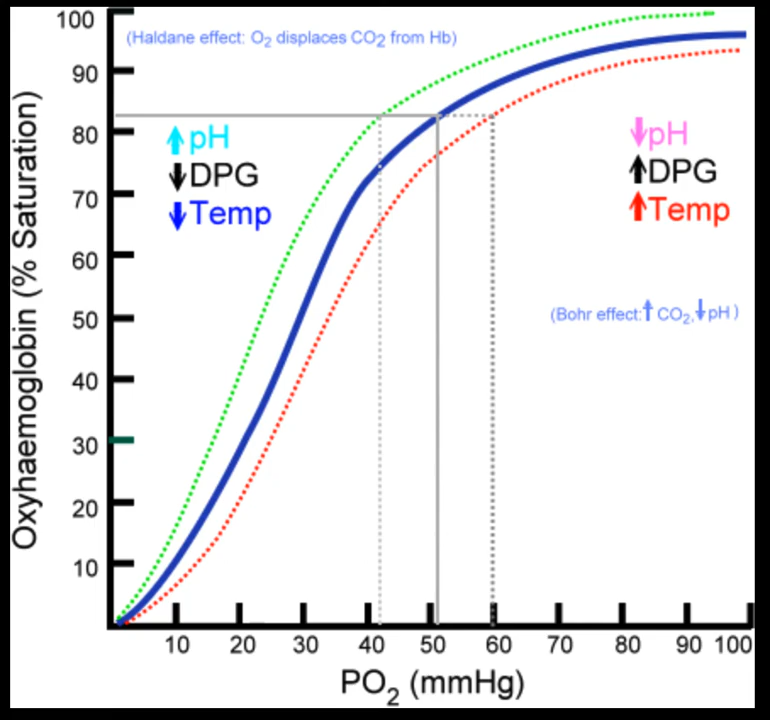 100
(Haldane effect: O₂ displaces CO₂ from Hb)
90
80
↑pH
↓DPG
↓Temp
↓pH
↑DPG
↑Temp
70
60
50
(Bohr effect:↑ CO₂,↓pH )
40
30
20
10
Oxyhaemoglobin (% Saturation)
10 20 30 40 50 60 70 80 90 100
PO₂ (mmHg)